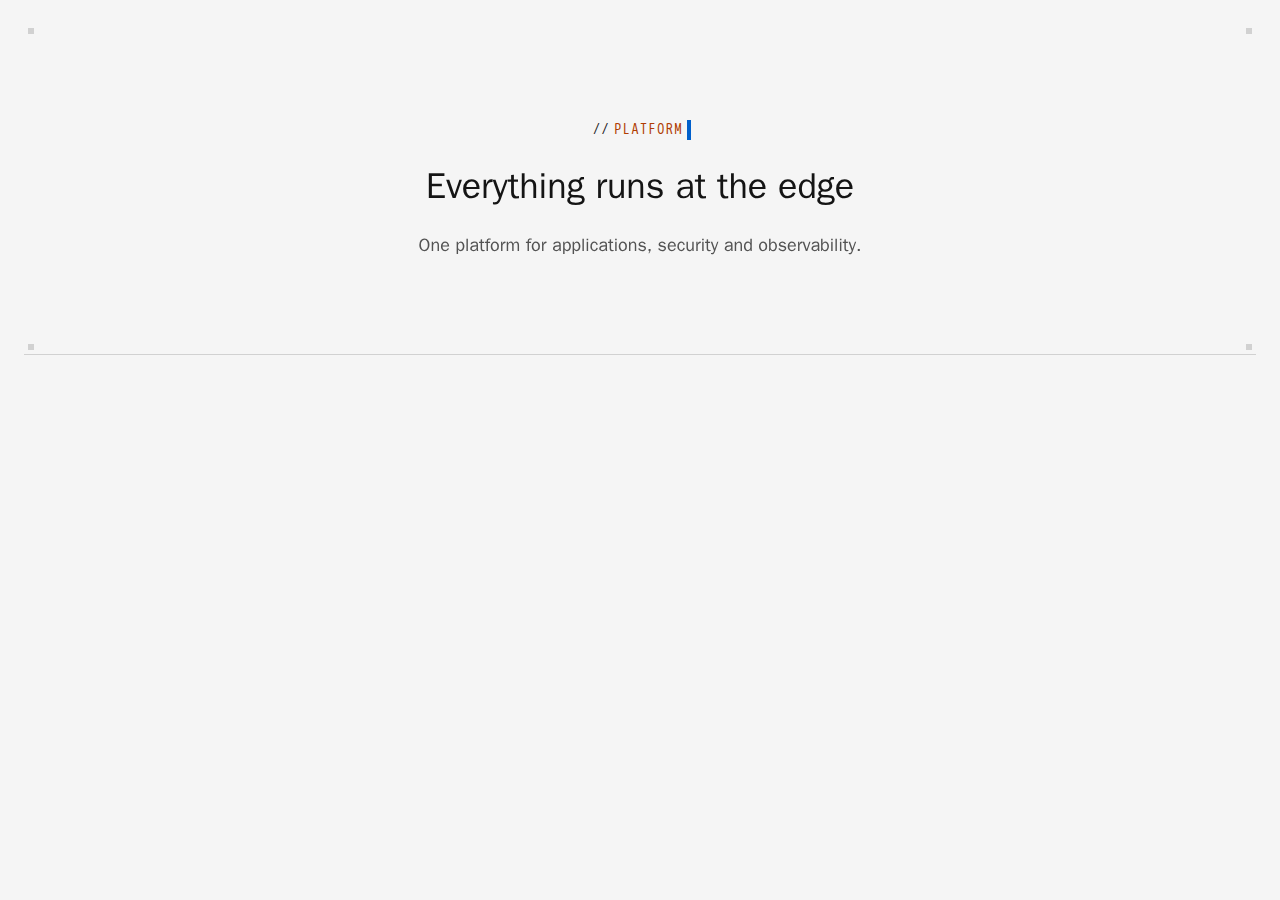 // PLATFORM
Everything runs at the edge
One platform for applications, security and observability.